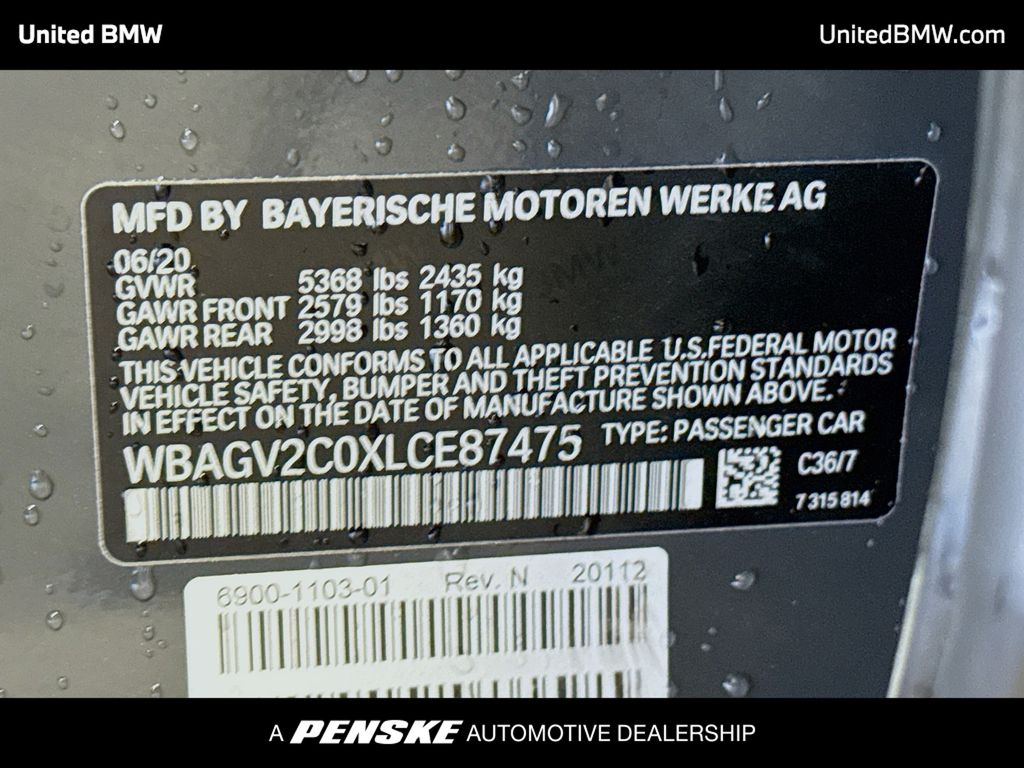 United BMW
UnitedBMW.com
MFD BY BAYERISCHE MOTOREN WERKE AG
06/20
GVWR 5368 lbs 2435 kg
GAWR FRONT 2579 lbs 1170 kg
GAWR REAR 2998 lbs 1360 kg
THIS VEHICLE CONFORMS TO ALL APPLICABLE U.S.FEDERAL MOTOR
VEHICLE SAFETY, BUMPER AND THEFT PREVENTION STANDARDS
IN EFFECT ON THE DATE OF MANUFACTURE SHOWN ABOVE.
WBAGV2C0XLCE87475 TYPE: PASSENGER CAR
C36/7
7 315 814
6900-1103-01 Rev. N 20112
A PENSKE AUTOMOTIVE DEALERSHIP